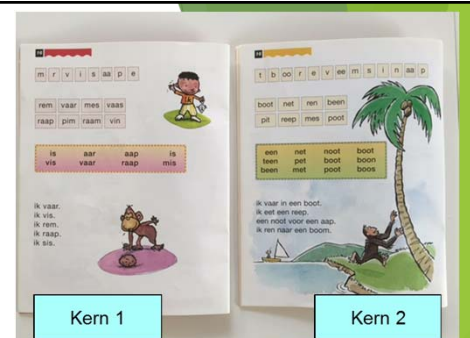 m r v i s aa p e
rem vaar mes vaas
raap pim raam vin
is aar aap is
vis vaar raap mis
ik vaar.
ik vis.
ik rem.
ik raap.
ik sis.
Kern 1
t b oo r e v ee m s i n aa p
boot net ren been
pit reep mes poot
een net noot boot
teen pet boot boon
been met poot boos
ik vaar in een boot.
ik eet een reep.
een noot voor een aap.
ik ren naar een boom.
Kern 2